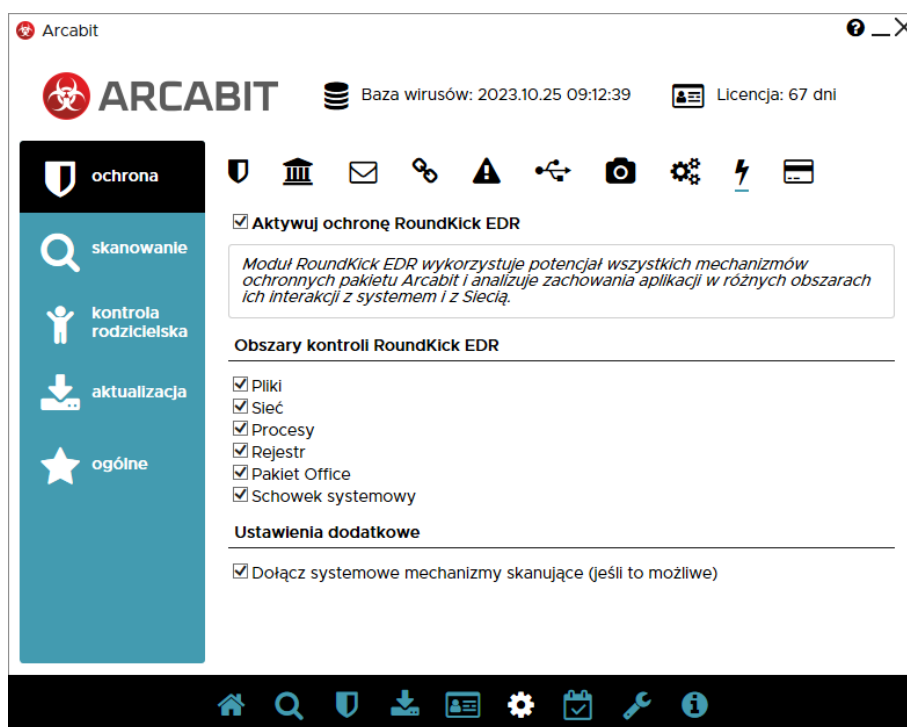 Arcabit
ARCABIT
Baza wirusów: 2023.10.25 09:12:39
Licencja: 67 dni
ochrona
skanowanie
kontrola
rodzicielska
aktualizacja
ogólne
Aktywuj ochronę RoundKick EDR
Moduł RoundKick EDR wykorzystuje potencjał wszystkich mechanizmów
ochronnych pakietu Arcabit i analizuje zachowania aplikacji w różnych obszarach
ich interakcji z systemem i z Siecią.
Obszary kontroli RoundKick EDR
Pliki
Sieć
Procesy
Rejestr
Pakiet Office
Schowek systemowy
Ustawienia dodatkowe
Dołącz systemowe mechanizmy skanujące (jeśli to możliwe)